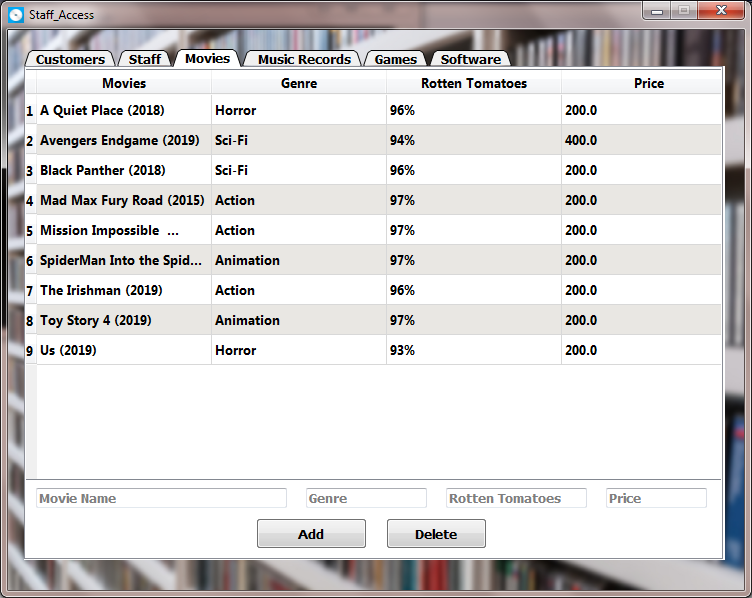 Staff_Access
Customers Staff Movies Music Records Games Software
Movies Genre Rotten Tomatoes Price
1 A Quiet Place (2018) Horror 96% 200.0
2 Avengers Endgame (2019) Sci-Fi 94% 400.0
3 Black Panther (2018) Sci-Fi 96% 200.0
4 Mad Max Fury Road (2015) Action 97% 200.0
5 Mission Impossible ... Action 97% 200.0
6 SpiderMan Into the Spid... Animation 97% 200.0
7 The Irishman (2019) Action 96% 200.0
8 Toy Story 4 (2019) Animation 97% 200.0
9 Us (2019) Horror 93% 200.0
Movie Name Genre Rotten Tomatoes Price
Add Delete